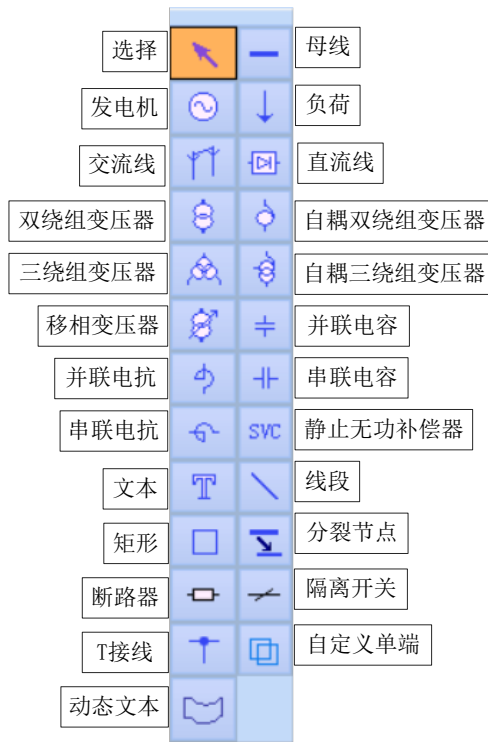 选择
母线
发电机
负荷
交流线
直流线
双绕组变压器
自耦双绕组变压器
三绕组变压器
自耦三绕组变压器
移相变压器
并联电容
并联电抗
串联电容
串联电抗
SVC
静止无功补偿器
文本
T
线段
矩形
分裂节点
断路器
隔离开关
T接线
自定义单端
动态文本